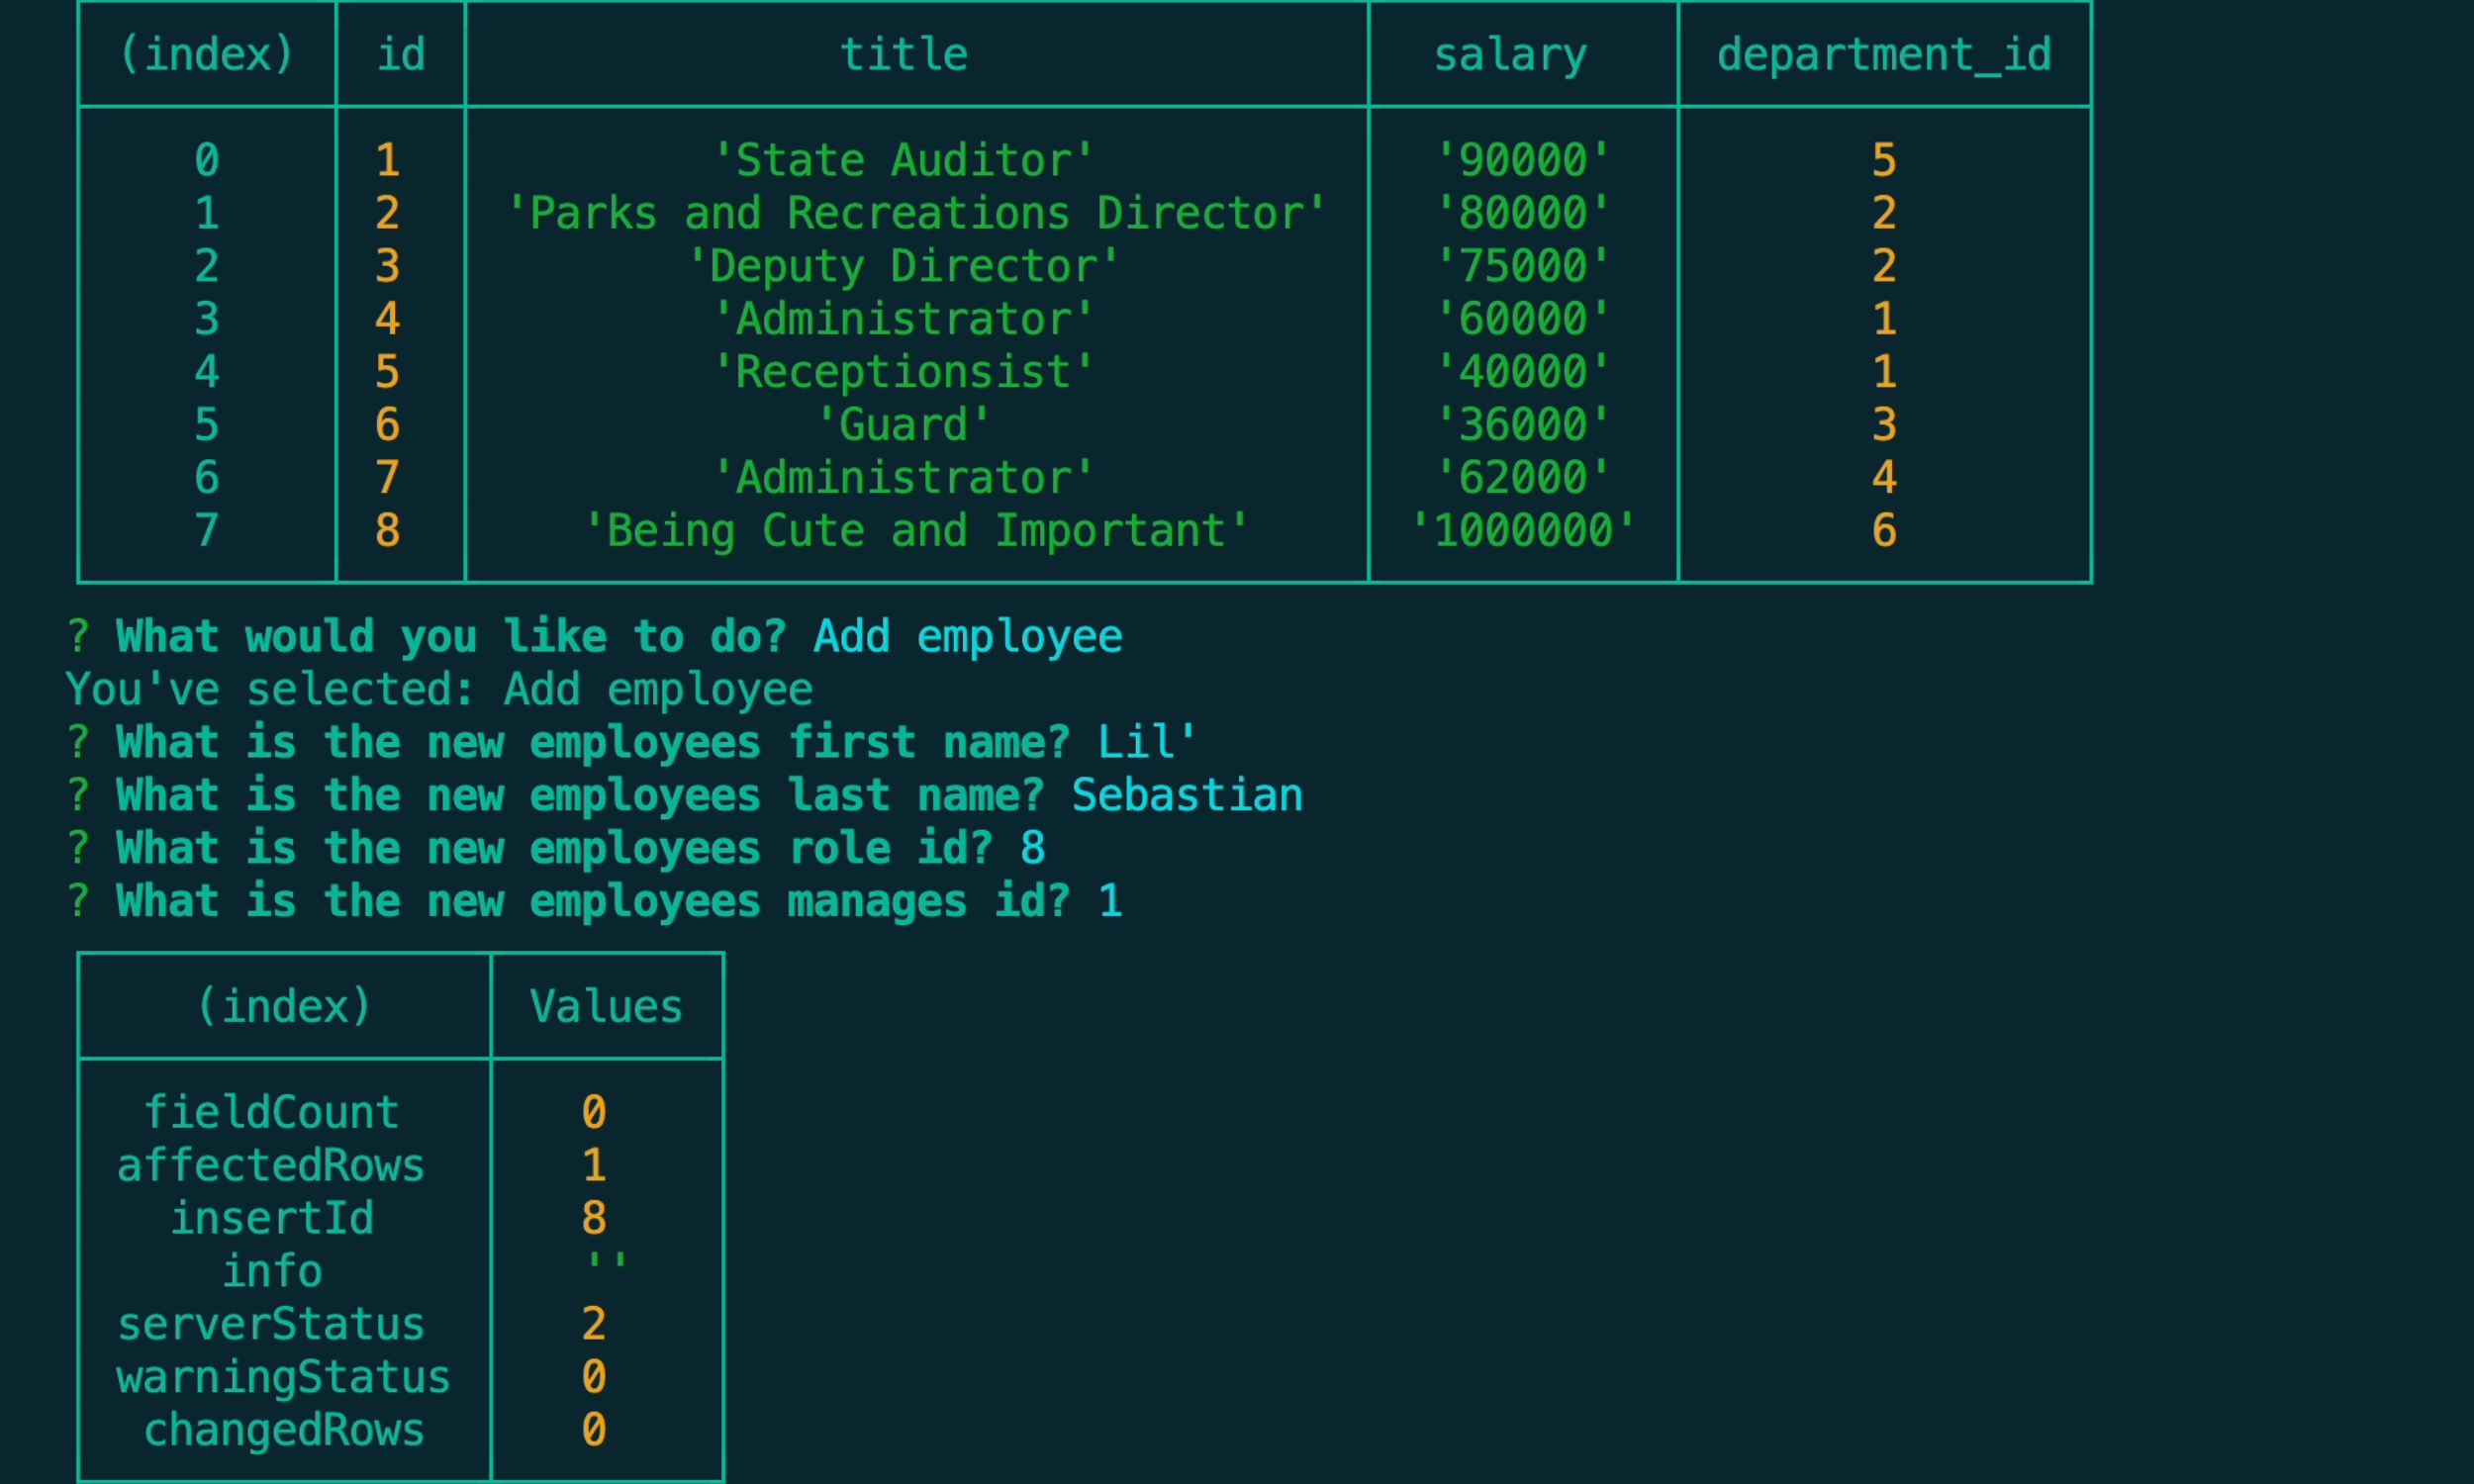 (index) id title salary department_id
0 1 'State Auditor' '90000' 5
1 2 'Parks and Recreations Director' '80000' 2
2 3 'Deputy Director' '75000' 2
3 4 'Administrator' '60000' 1
4 5 'Receptionsist' '40000' 1
5 6 'Guard' '36000' 3
6 7 'Administrator' '62000' 4
7 8 'Being Cute and Important' '1000000' 6
? What would you like to do? Add employee
You've selected: Add employee
? What is the new employees first name? Lil'
? What is the new employees last name? Sebastian
? What is the new employees role id? 8
? What is the new employees manages id? 1
(index) Values
fieldCount 0
affectedRows 1
insertId 8
info ''
serverStatus 2
warningStatus 0
changedRows 0